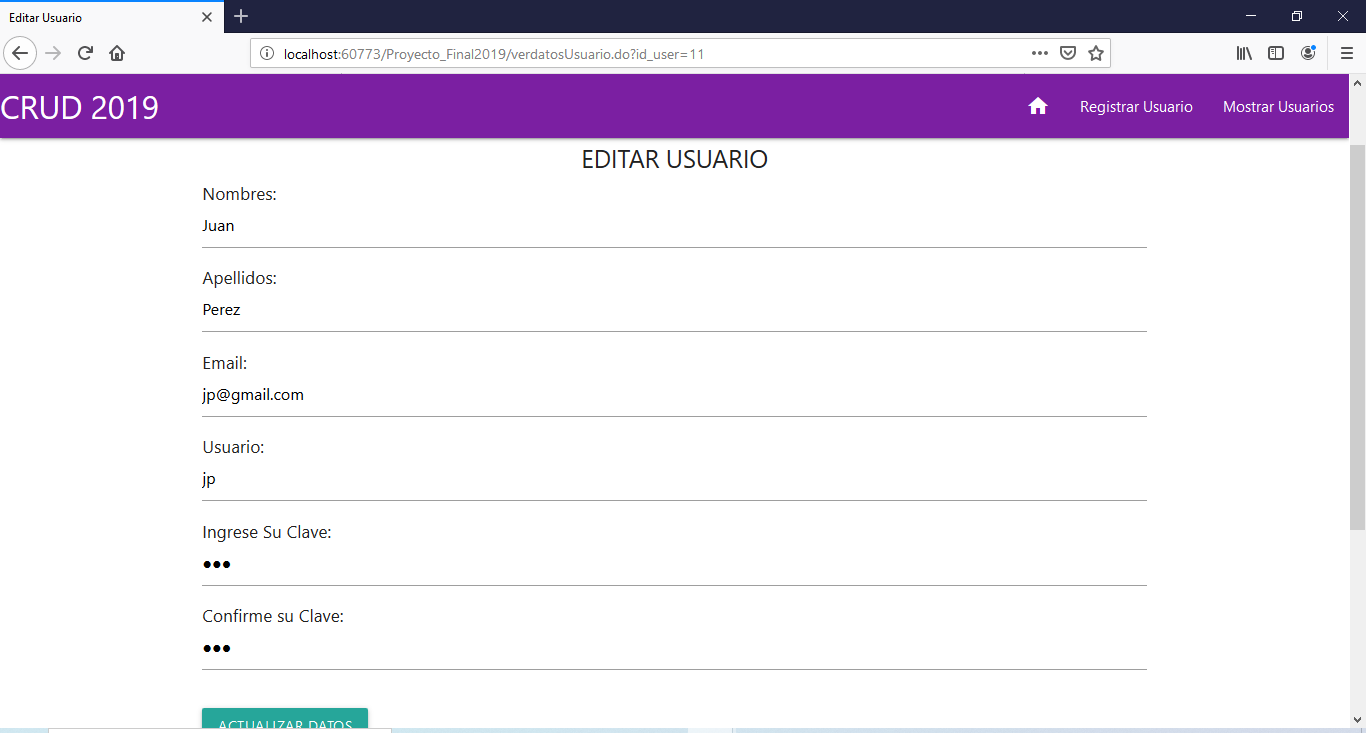 Editar Usuario
localhost:60773/Proyecto_Final2019/verdatosUsuario.do?id_user=11
CRUD 2019
Registrar Usuario
Mostrar Usuarios
EDITAR USUARIO
Nombres:
Juan
Apellidos:
Perez
Email:
jp@gmail.com
Usuario:
jp
Ingrese Su Clave:
●●●
Confirme su Clave:
●●●
ACTUALIZAR DATOS